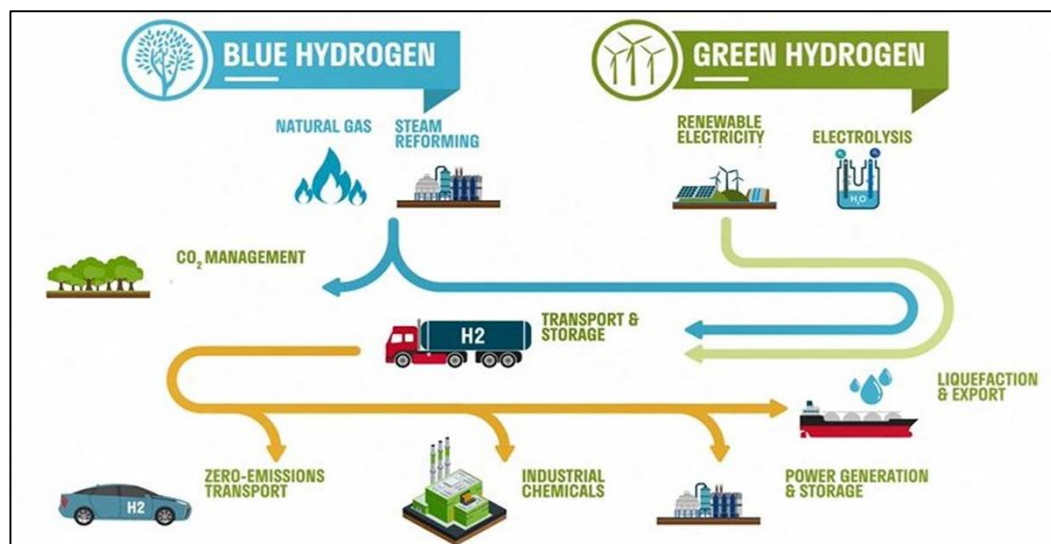 BLUE HYDROGEN
GREEN HYDROGEN
NATURAL GAS
STEAM
REFORMING
RENEWABLE
ELECTRICITY
ELECTROLYSIS
H₂O
CO₂ MANAGEMENT
H2
TRANSPORT &
STORAGE
LIQUEFACTION
& EXPORT
H2
ZERO-EMISSIONS
TRANSPORT
INDUSTRIAL
CHEMICALS
POWER GENERATION
& STORAGE